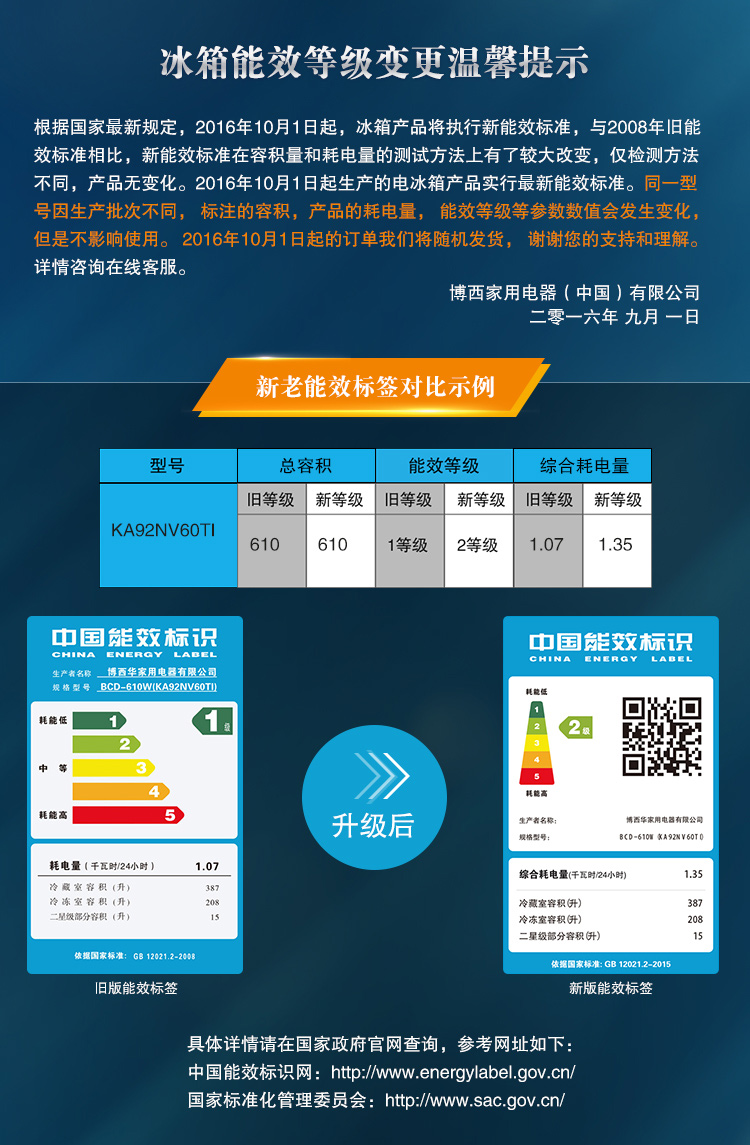 冰箱能效等级变更温馨提示
根据国家最新规定，2016年10月1日起，冰箱产品将执行新能效标准，与2008年旧能
效标准相比，新能效标准在容积量和耗电量的测试方法上有了较大改变，仅检测方法
不同，产品无变化。2016年10月1日起生产的电冰箱产品实行最新能效标准。同一型
号因生产批次不同， 标注的容积，产品的耗电量， 能效等级等参数数值会发生变化，
但是不影响使用。 2016年10月1日起的订单我们将随机发货， 谢谢您的支持和理解。
详情咨询在线客服。
博西家用电器（中国）有限公司
二零一六年 九月 一日
新老能效标签对比示例
型号 总容积 能效等级 综合耗电量
旧等级 新等级 旧等级 新等级 旧等级 新等级
KA92NV60TI 610 610 1等级 2等级 1.07 1.35
中国能效标识
CHINA ENERGY LABEL
生产者名称 博西华家用电器有限公司
规格型号 BCD-610W(KA92NV60TI)
耗能低 1 1级
2
中 等 3
4
耗能高 5
耗电量（千瓦时/24小时） 1.07
冷藏室容积（升） 387
冷冻室容积（升） 208
二星级部分容积（升） 15
依据国家标准： GB 12021.2-2008
旧版能效标签
升级后
中国能效标识
CHINA ENERGY LABEL
耗能低
1
2 2级
3
4
5
耗能高
生产者名称： 博西华家用电器有限公司
规格型号： BCD-610W (KA92NV60TI)
综合耗电量(千瓦时/24小时) 1.35
冷藏室容积(升) 387
冷冻室容积(升) 208
二星级部分容积(升) 15
依据国家标准: GB 12021.2-2015
新版能效标签
具体详情请在国家政府官网查询，参考网址如下：
中国能效标识网：http://www.energylabel.gov.cn/
国家标准化管理委员会：http://www.sac.gov.cn/